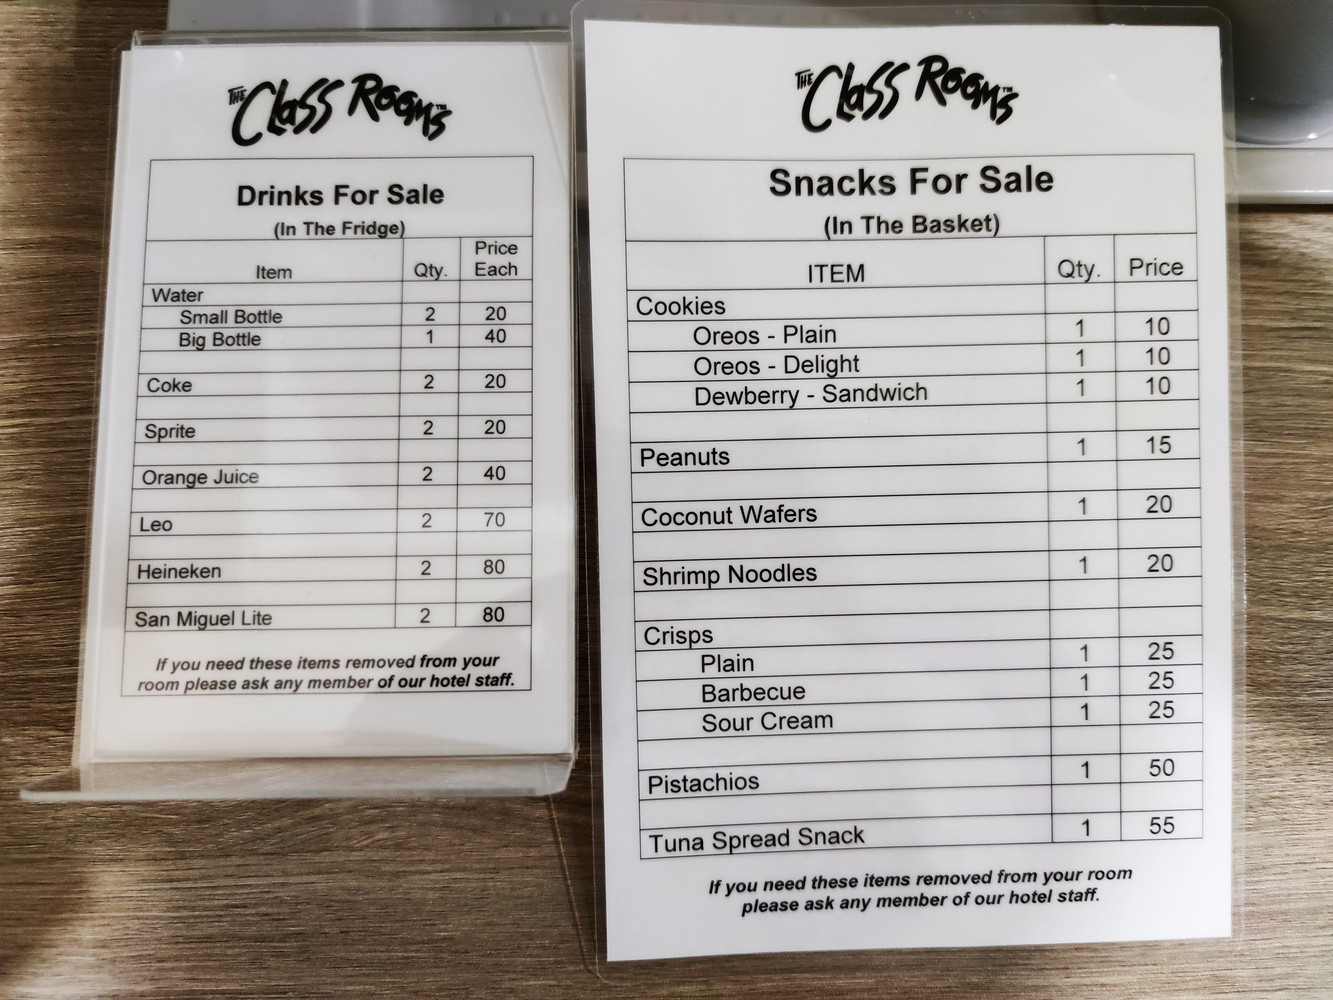 THE CLASS ROOMS™
Drinks For Sale
(In The Fridge)
Item Qty. Price Each
Water
Small Bottle 2 20
Big Bottle 1 40
Coke 2 20
Sprite 2 20
Orange Juice 2 40
Leo 2 70
Heineken 2 80
San Miguel Lite 2 80
If you need these items removed from your
room please ask any member of our hotel staff.
THE CLASS ROOMS™
Snacks For Sale
(In The Basket)
ITEM Qty. Price
Cookies
Oreos - Plain 1 10
Oreos - Delight 1 10
Dewberry - Sandwich 1 10
Peanuts 1 15
Coconut Wafers 1 20
Shrimp Noodles 1 20
Crisps
Plain 1 25
Barbecue 1 25
Sour Cream 1 25
Pistachios 1 50
Tuna Spread Snack 1 55
If you need these items removed from your room
please ask any member of our hotel staff.